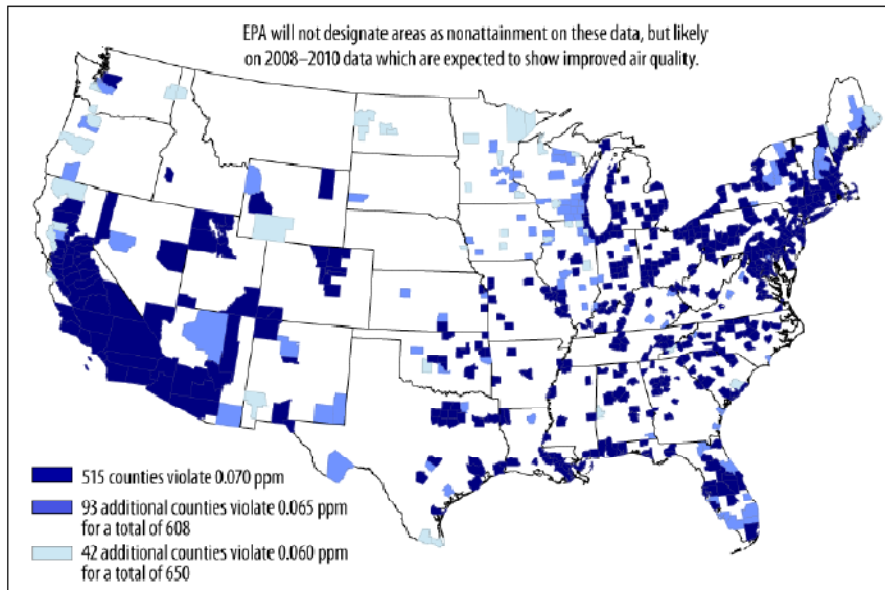 EPA will not designate areas as nonattainment on these data, but likely
on 2008–2010 data which are expected to show improved air quality.
515 counties violate 0.070 ppm
93 additional counties violate 0.065 ppm
for a total of 608
42 additional counties violate 0.060 ppm
for a total of 650